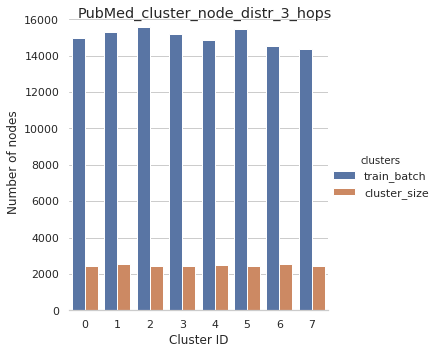 PubMed_cluster_node_distr_3_hops
16000
14000
12000
10000
8000
6000
4000
2000
0
Number of nodes
0 1 2 3 4 5 6 7
Cluster ID
clusters
train_batch
cluster_size